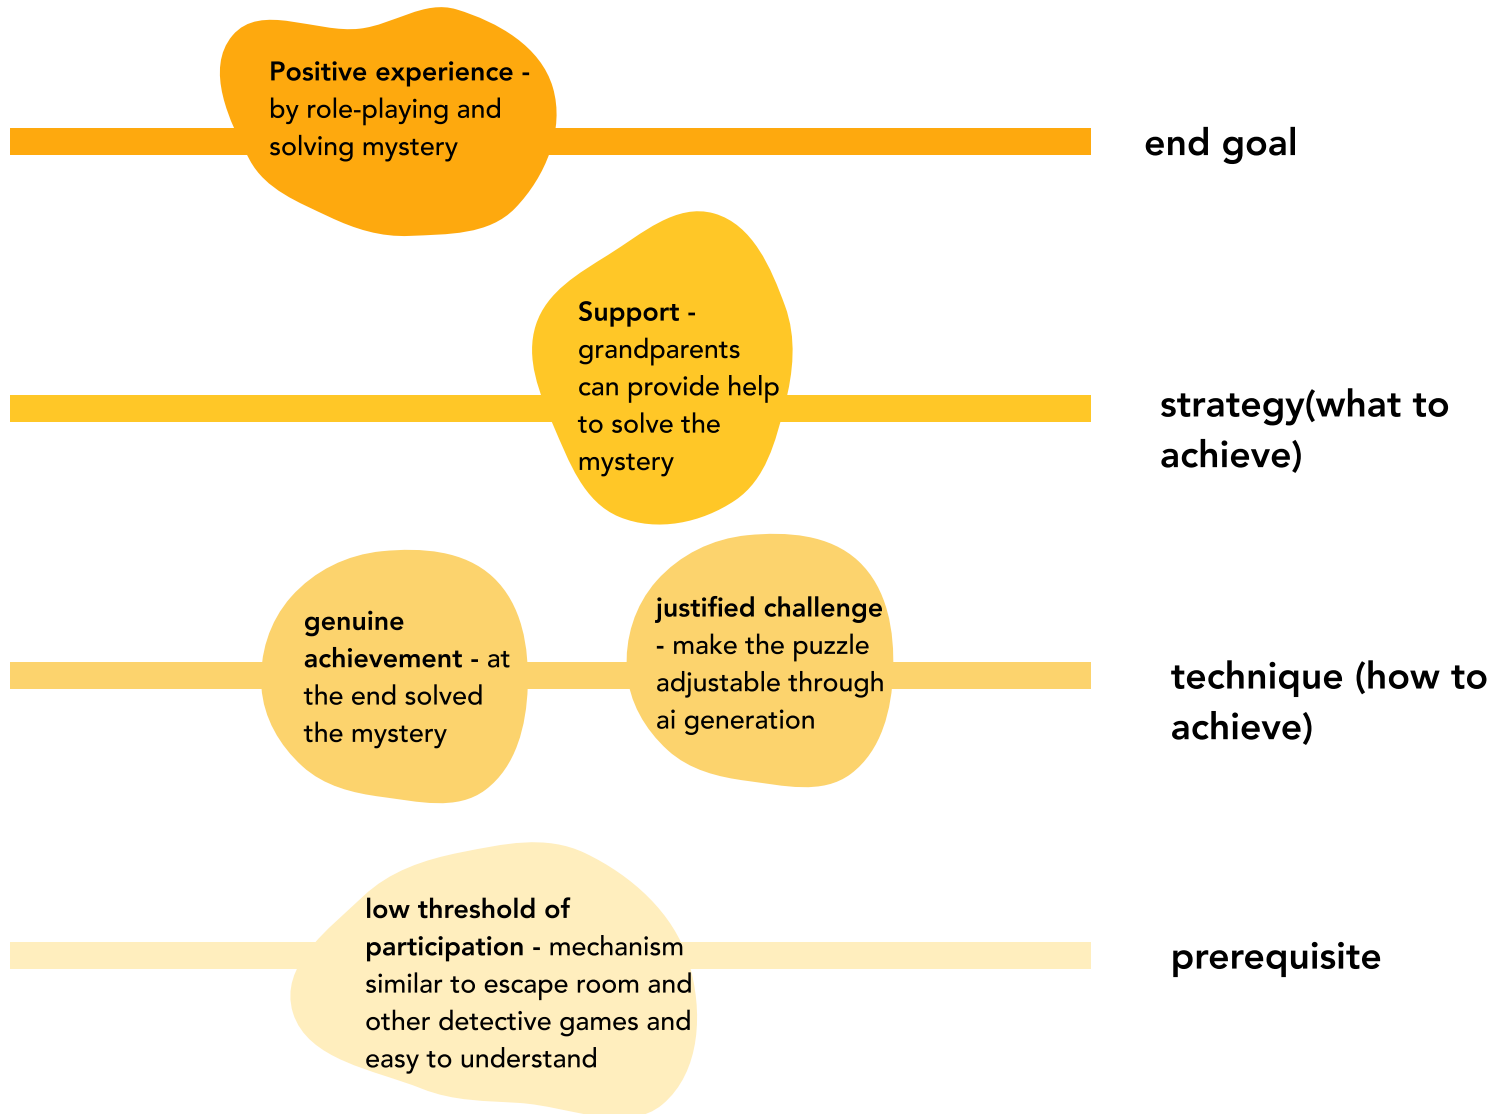 Positive experience -
by role-playing and
solving mystery
end goal
Support -
grandparents
can provide help
to solve the
mystery
strategy(what to
achieve)
genuine
achievement - at
the end solved
the mystery
justified challenge
- make the puzzle
adjustable through
ai generation
technique (how to
achieve)
low threshold of
participation - mechanism
similar to escape room and
other detective games and
easy to understand
prerequisite